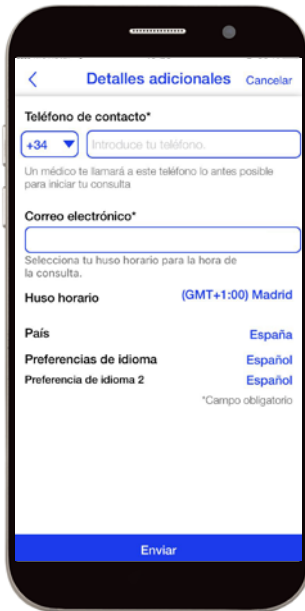 Detalles adicionales Cancelar
Teléfono de contacto*
+34 Introduce tu teléfono.
Un médico te llamará a este teléfono lo antes posible
para iniciar tu consulta
Correo electrónico*
Selecciona tu huso horario para la hora de
la consulta.
Huso horario (GMT+1:00) Madrid
País España
Preferencias de idioma Español
Preferencia de idioma 2 Español
*Campo obligatorio
Enviar